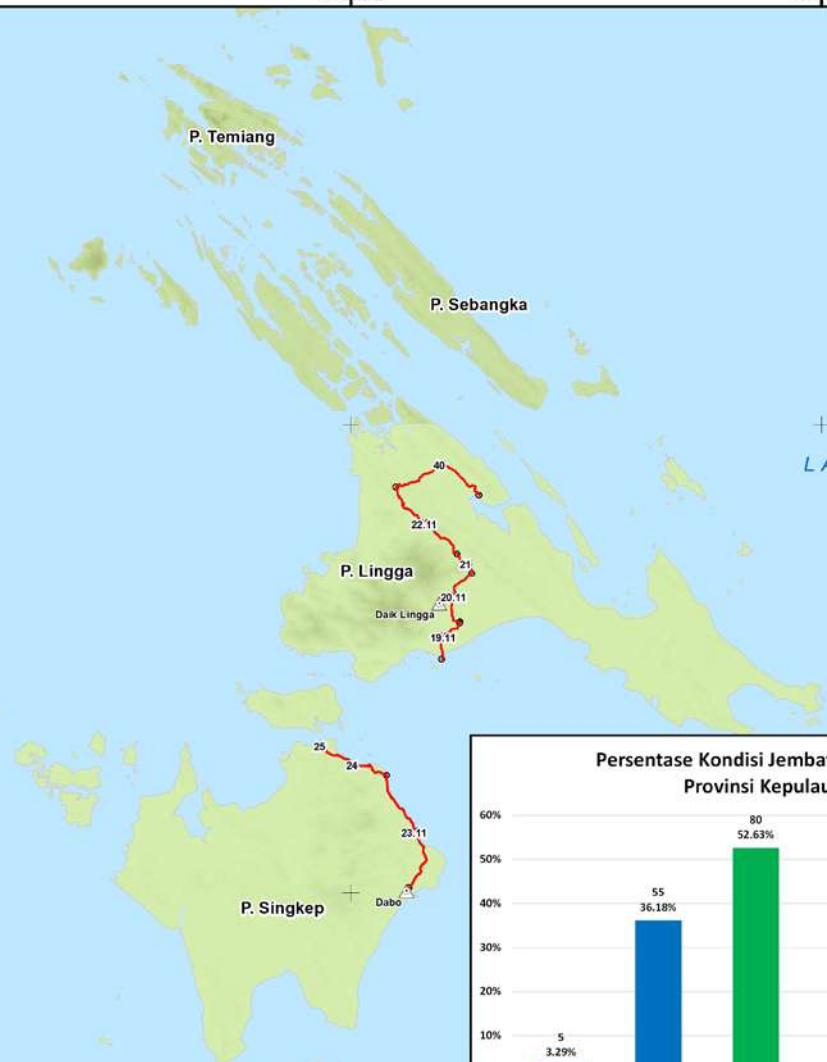 P. Temiang
P. Sebangka
L A
40
22.11
21
P. Lingga
20.11
Daik Lingga
19.11
25
24
23.11
Dabo
P. Singkep
Persentase Kondisi Jemba
Provinsi Kepulau
60%
50%
40%
30%
20%
10%
80
52.63%
55
36.18%
5
3.29%